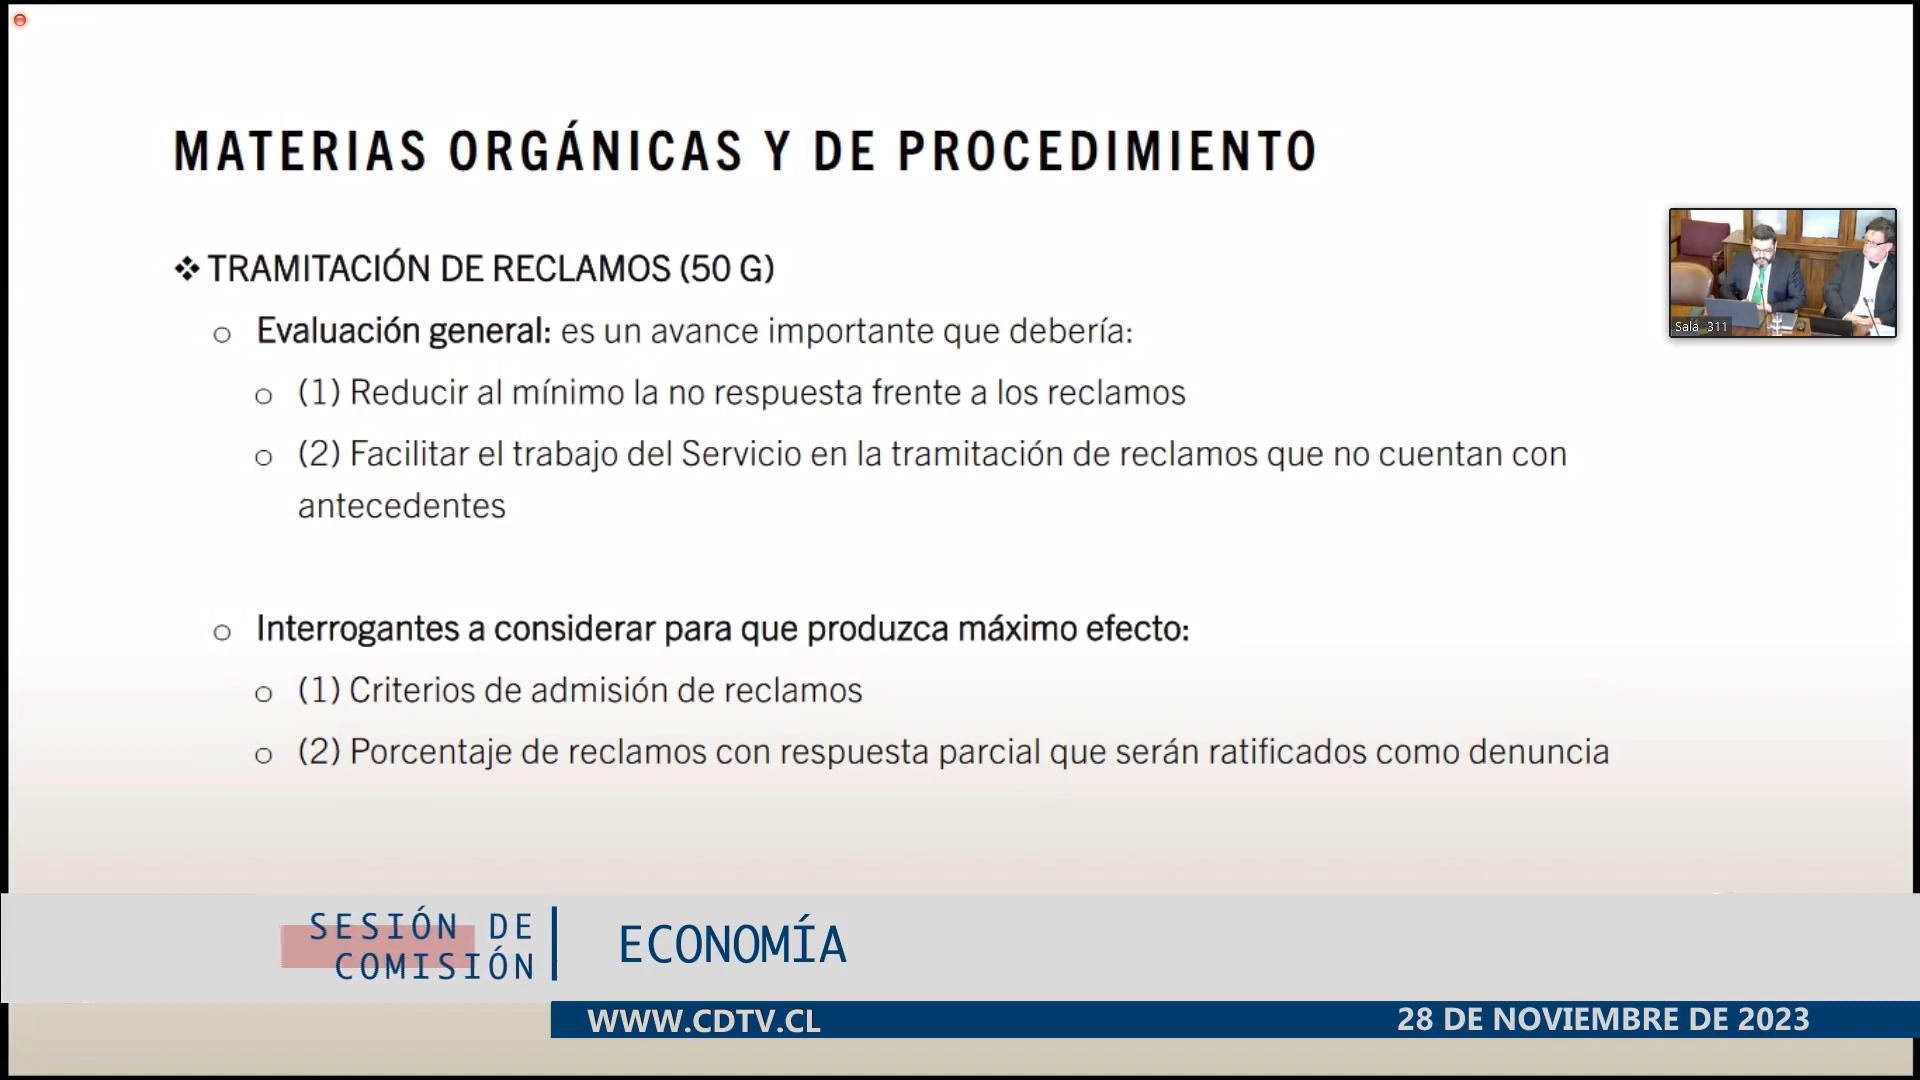 MATERIAS ORGÁNICAS Y DE PROCEDIMIENTO
❖ TRAMITACIÓN DE RECLAMOS (50 G)
o Evaluación general: es un avance importante que debería:
o (1) Reducir al mínimo la no respuesta frente a los reclamos
o (2) Facilitar el trabajo del Servicio en la tramitación de reclamos que no cuentan con
antecedentes
o Interrogantes a considerar para que produzca máximo efecto:
o (1) Criterios de admisión de reclamos
o (2) Porcentaje de reclamos con respuesta parcial que serán ratificados como denuncia
Sala 311
SESIÓN DE
COMISIÓN
ECONOMÍA
WWW.CDTV.CL
28 DE NOVIEMBRE DE 2023